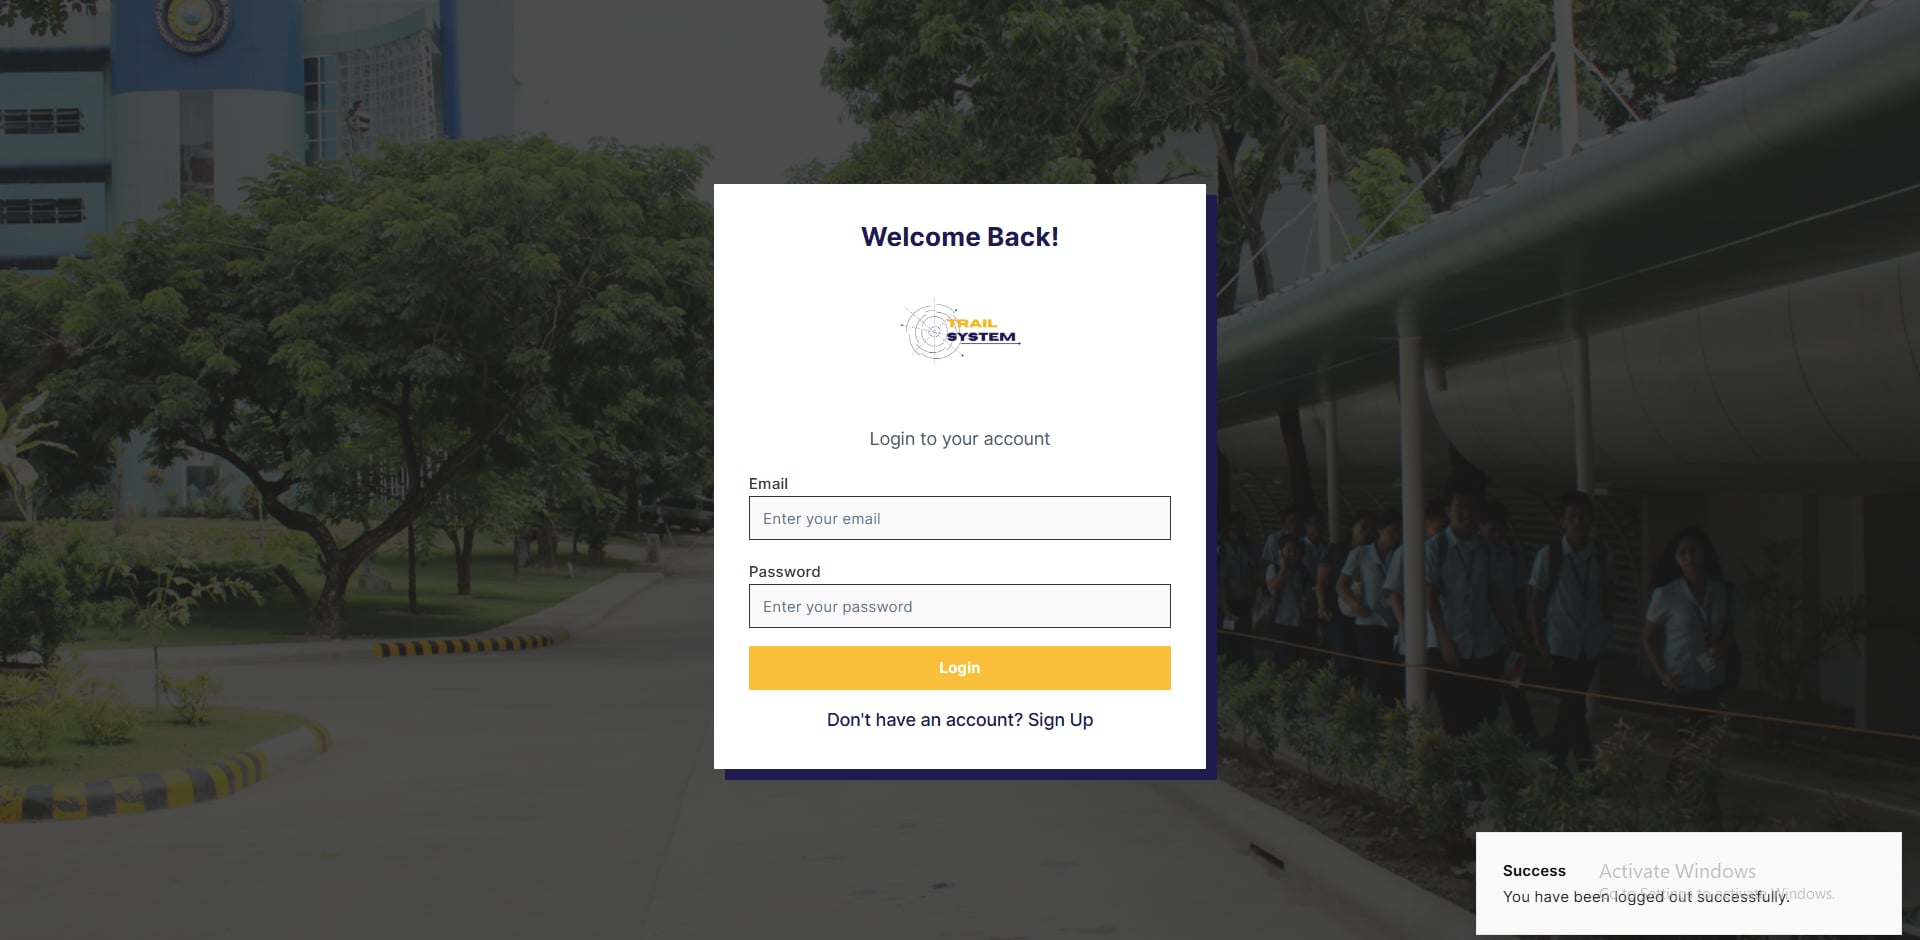 Welcome Back!
TRAIL
SYSTEM
Login to your account
Email
Enter your email
Password
Enter your password
Login
Don't have an account? Sign Up
Success
You have been logged out successfully.
Activate Windows
Go to Settings to activate Windows.